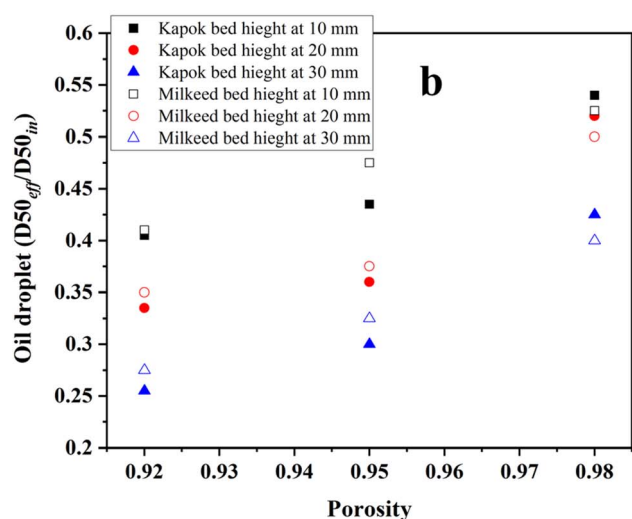 0.6
0.55
0.5
0.45
0.4
0.35
0.3
0.25
0.2
Oil droplet (D50eff/D50in)
Kapok bed hieght at 10 mm
Kapok bed hieght at 20 mm
Kapok bed hieght at 30 mm
Milkeed bed hieght at 10 mm
Milkeed bed hieght at 20 mm
Milkeed bed hieght at 30 mm
b
0.92 0.93 0.94 0.95 0.96 0.97 0.98
Porosity